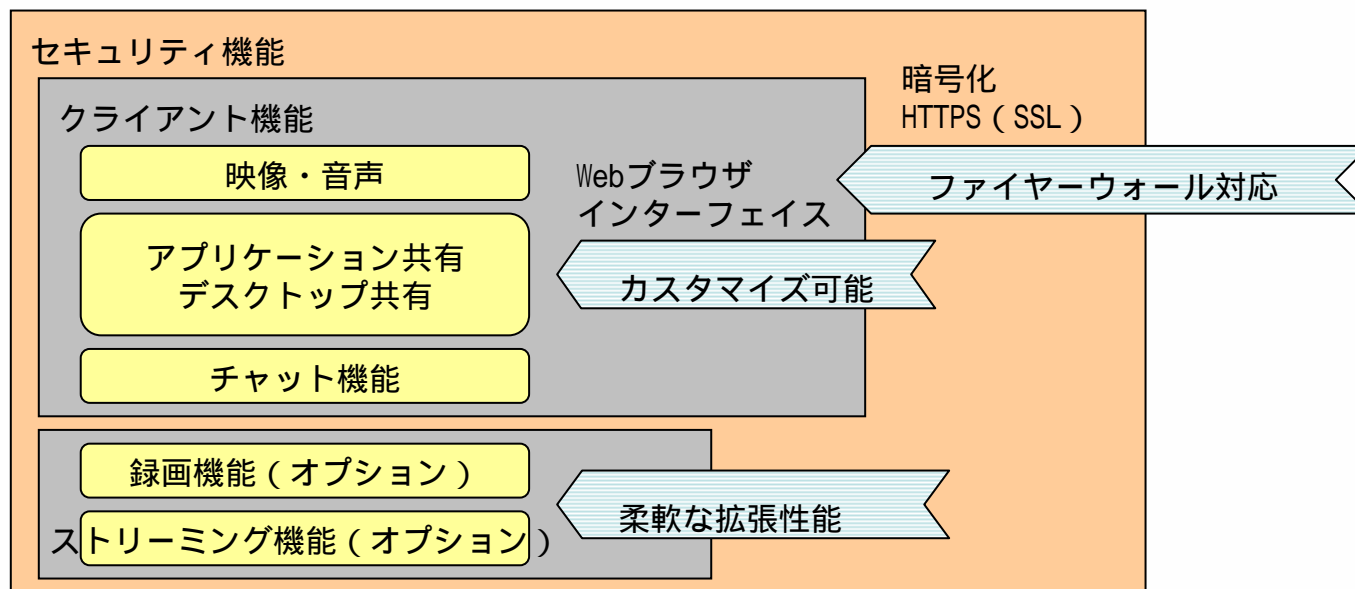 セキュリティ機能
暗号化
HTTPS（SSL）
クライアント機能
映像・音声
Webブラウザ
インターフェイス
ファイヤーウォール対応
アプリケーション共有
デスクトップ共有
カスタマイズ可能
チャット機能
録画機能（オプション）
ストリーミング機能（オプション）
柔軟な拡張性能